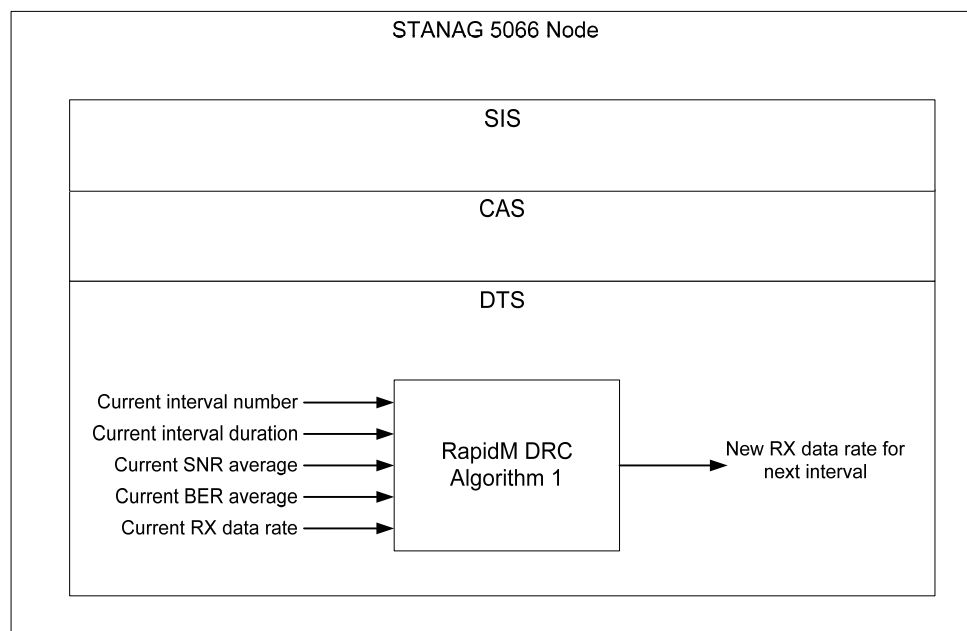 STANAG 5066 Node
SIS
CAS
DTS
Current interval number
Current interval duration
Current SNR average
Current BER average
Current RX data rate
RapidM DRC
Algorithm 1
New RX data rate for
next interval